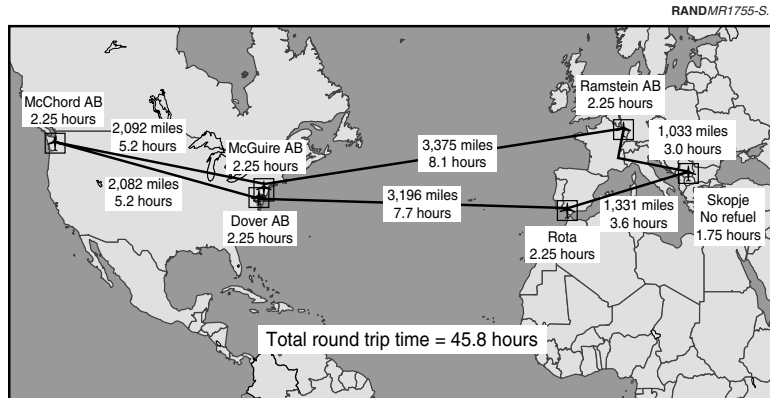 RANDMR1755-S.
McChord AB
2.25 hours
2,092 miles
5.2 hours
McGuire AB
2.25 hours
3,375 miles
8.1 hours
Ramstein AB
2.25 hours
1,033 miles
3.0 hours
2,082 miles
5.2 hours
Dover AB
2.25 hours
3,196 miles
7.7 hours
Rota
2.25 hours
1,331 miles
3.6 hours
Skopje
No refuel
1.75 hours
Total round trip time = 45.8 hours